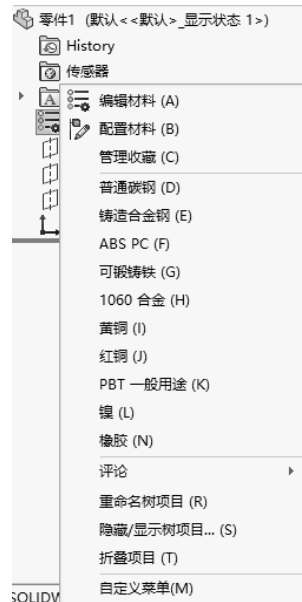 零件1 (默认<<默认>_显示状态 1>)
History
传感器
A
编辑材料 (A)
配置材料 (B)
管理收藏 (C)
普通碳钢 (D)
铸造合金钢 (E)
ABS PC (F)
可锻铸铁 (G)
1060 合金 (H)
黄铜 (I)
红铜 (J)
PBT 一般用途 (K)
镍 (L)
橡胶 (N)
评论
重命名树项目 (R)
隐藏/显示树项目... (S)
折叠项目 (T)
自定义菜单(M)